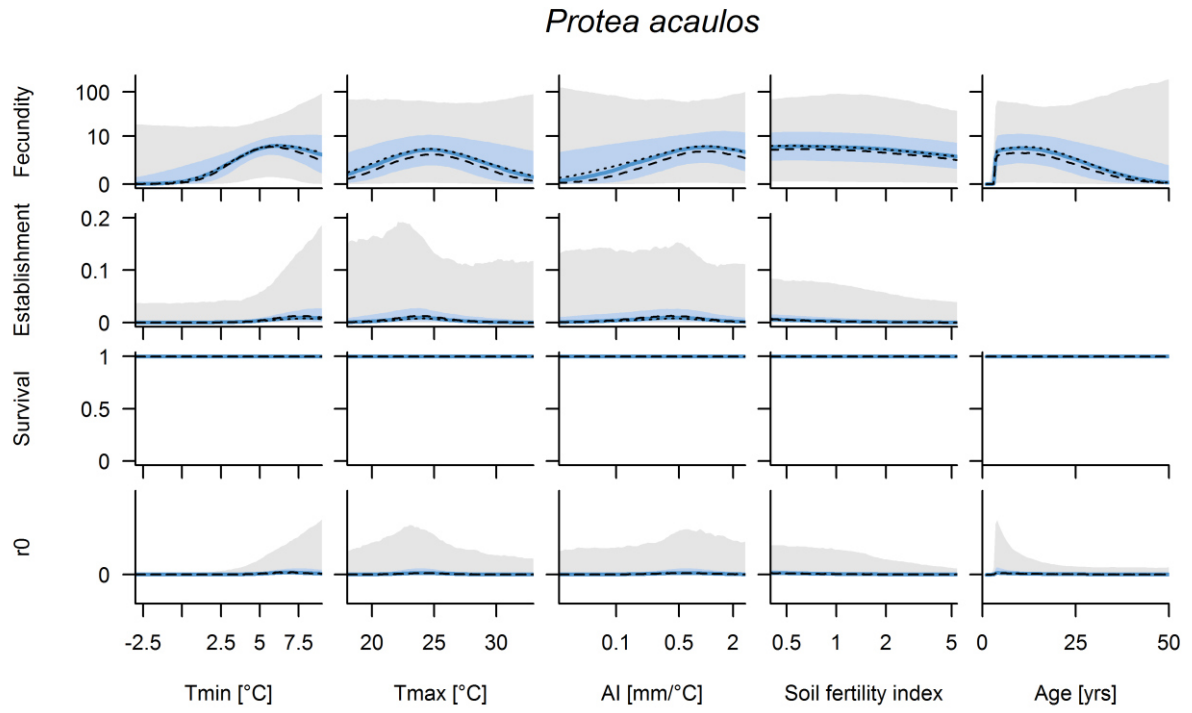 Protea acaulos
Fecundity
100
10
0
Establishment
0.2
0.1
0
Survival
1
0.5
0
r0
0
-2.5 0 2.5 5 7.5
20 25 30
0.1 0.5 2
0.5 1 2 5
0 25 50
Tmin [°C]
Tmax [°C]
AI [mm/°C]
Soil fertility index
Age [yrs]